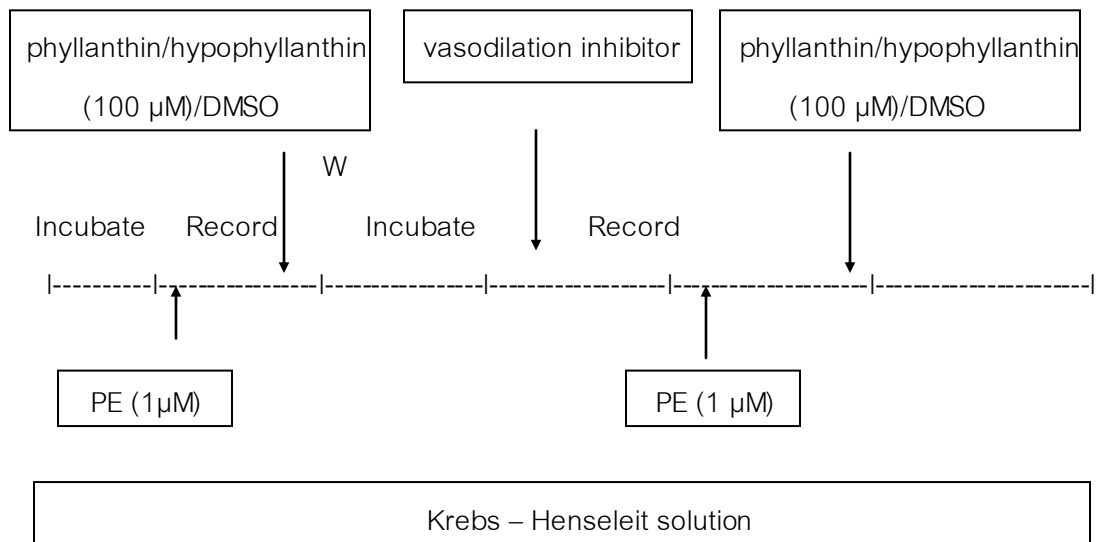 phyllanthin/hypophyllanthin
(100 µM)/DMSO
vasodilation inhibitor
phyllanthin/hypophyllanthin
(100 µM)/DMSO
W
Incubate Record Incubate Record
|----------|----------------|----------------|------------------|-------------------|---------------------|
PE (1µM)
PE (1 µM)
Krebs – Henseleit solution